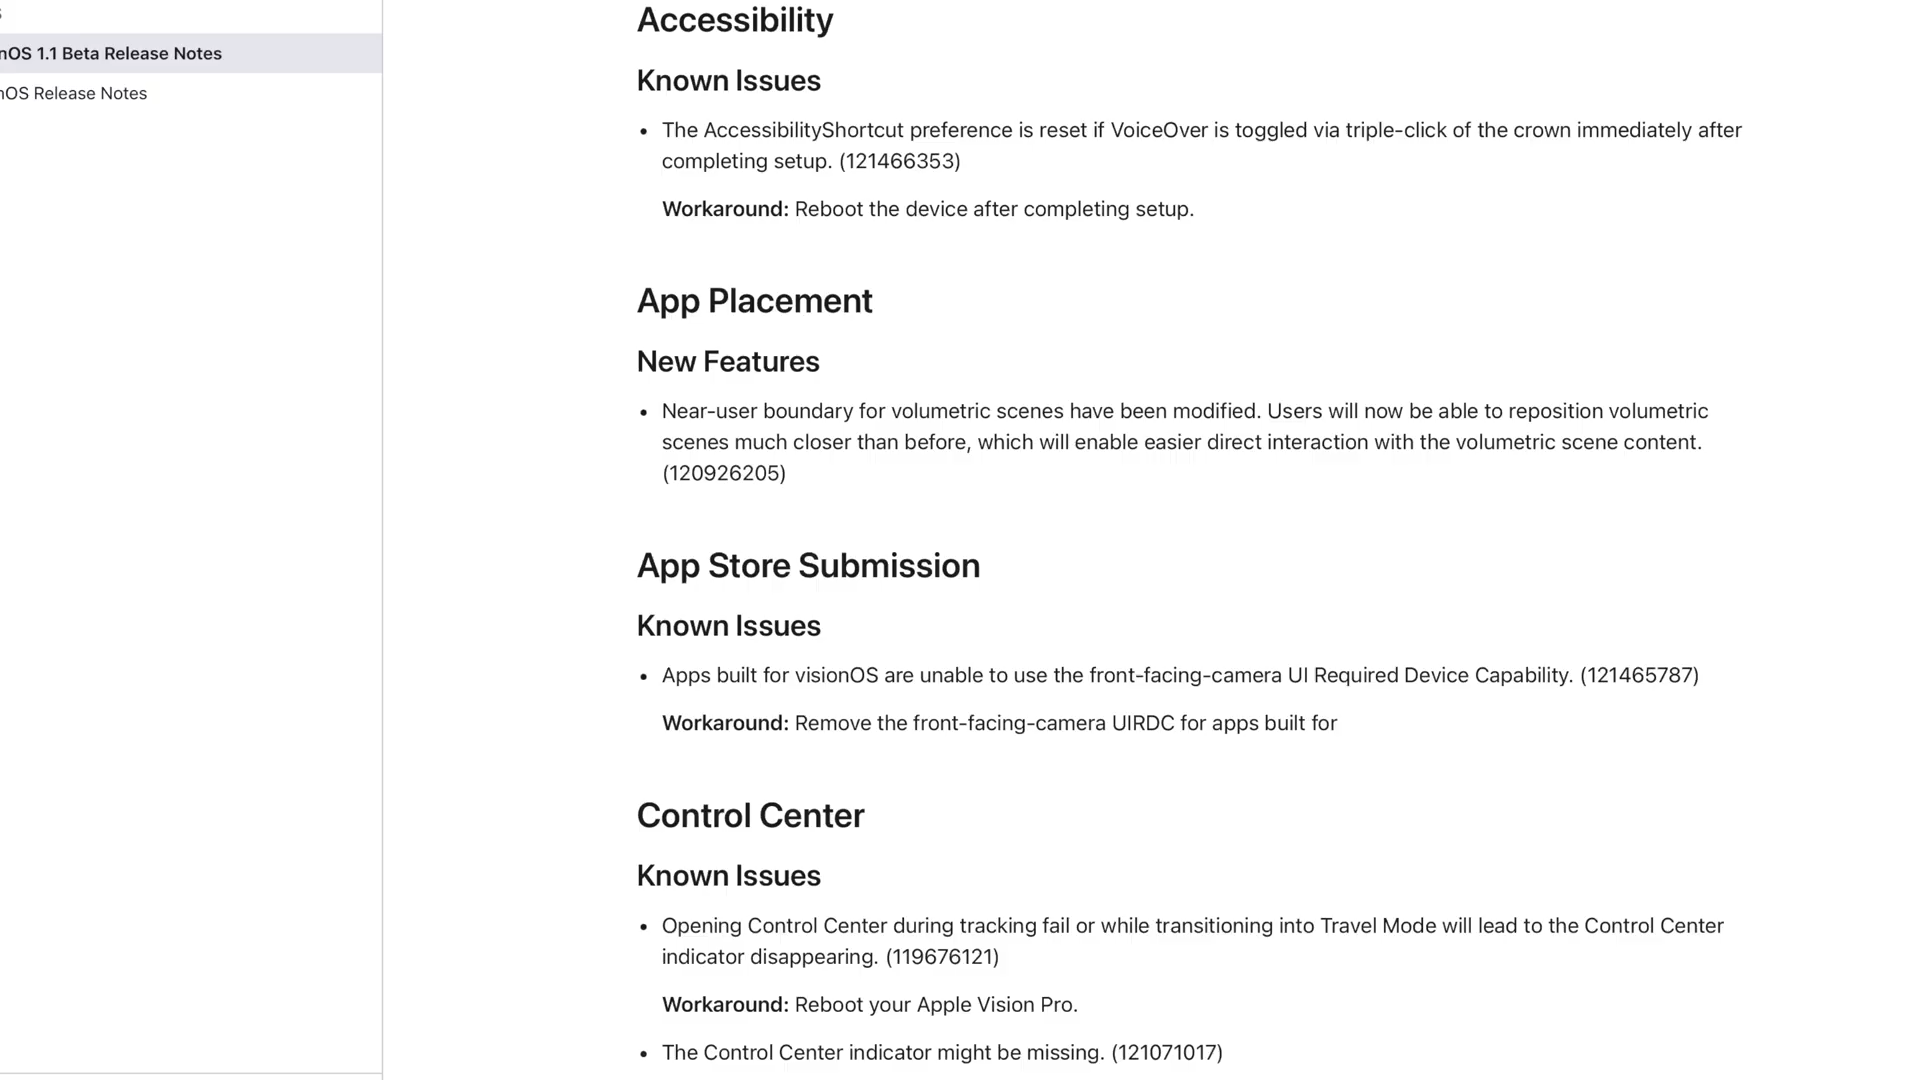 nOS 1.1 Beta Release Notes
nOS Release Notes
Accessibility
Known Issues
• The AccessibilityShortcut preference is reset if VoiceOver is toggled via triple-click of the crown immediately after
completing setup. (121466353)
Workaround: Reboot the device after completing setup.
App Placement
New Features
• Near-user boundary for volumetric scenes have been modified. Users will now be able to reposition volumetric
scenes much closer than before, which will enable easier direct interaction with the volumetric scene content.
(120926205)
App Store Submission
Known Issues
• Apps built for visionOS are unable to use the front-facing-camera UI Required Device Capability. (121465787)
Workaround: Remove the front-facing-camera UIRDC for apps built for
Control Center
Known Issues
• Opening Control Center during tracking fail or while transitioning into Travel Mode will lead to the Control Center
indicator disappearing. (119676121)
Workaround: Reboot your Apple Vision Pro.
• The Control Center indicator might be missing. (121071017)